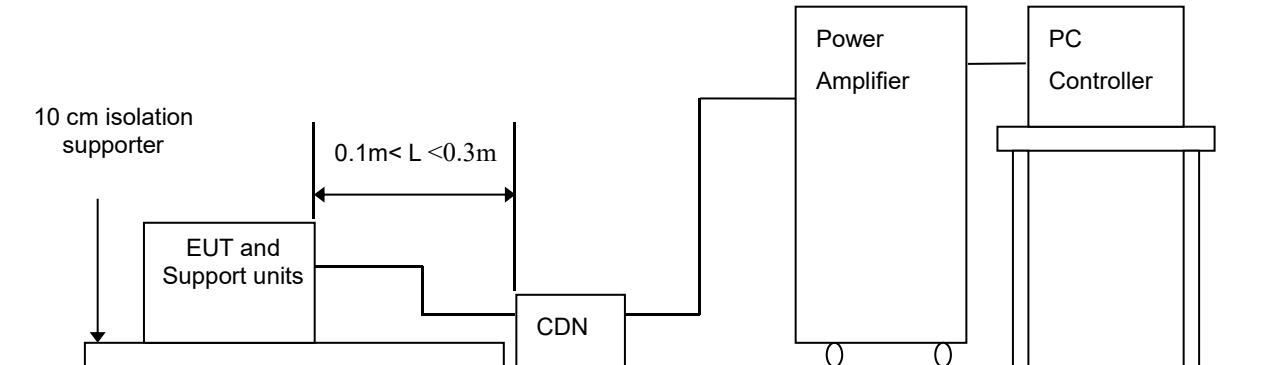 Power
Amplifier
PC
Controller
10 cm isolation
supporter
0.1m< L <0.3m
EUT and
Support units
CDN